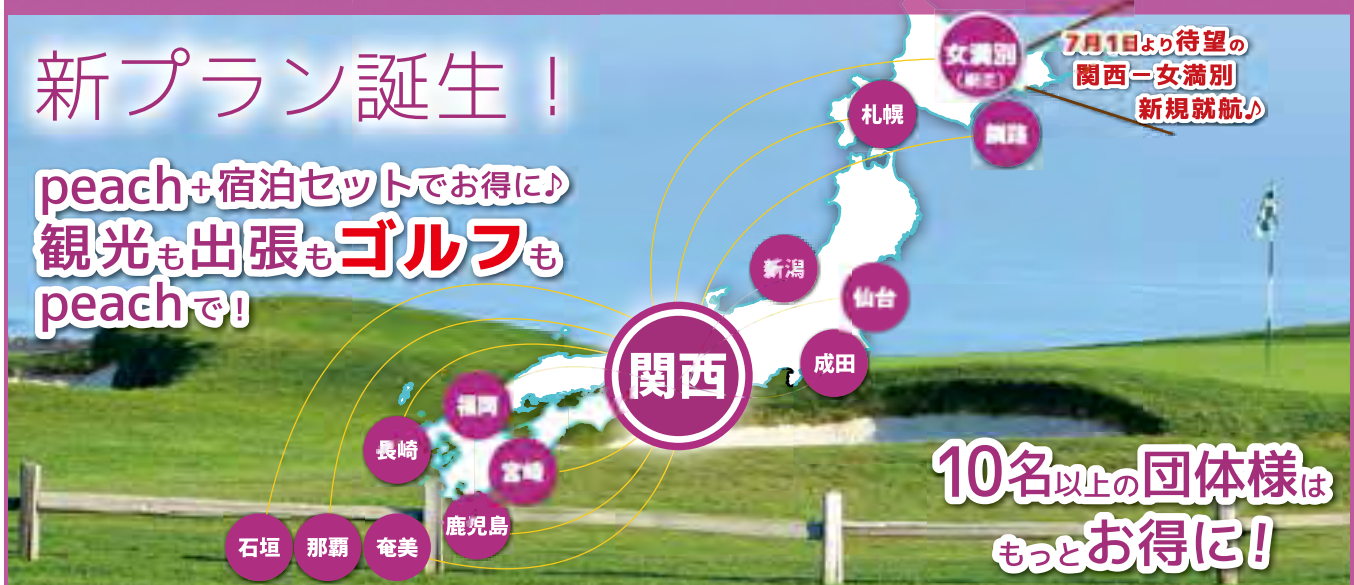 新プラン誕生！
peach+宿泊セットでお得に♪
観光も出張もゴルフも
peachで！
女満別
7月1日より待望の
関西ー女満別
新規就航♪
札幌
釧路
新潟
仙台
成田
関西
福岡
長崎
宮崎
鹿児島
石垣
那覇
奄美
10名以上の団体様は
もっとお得に！